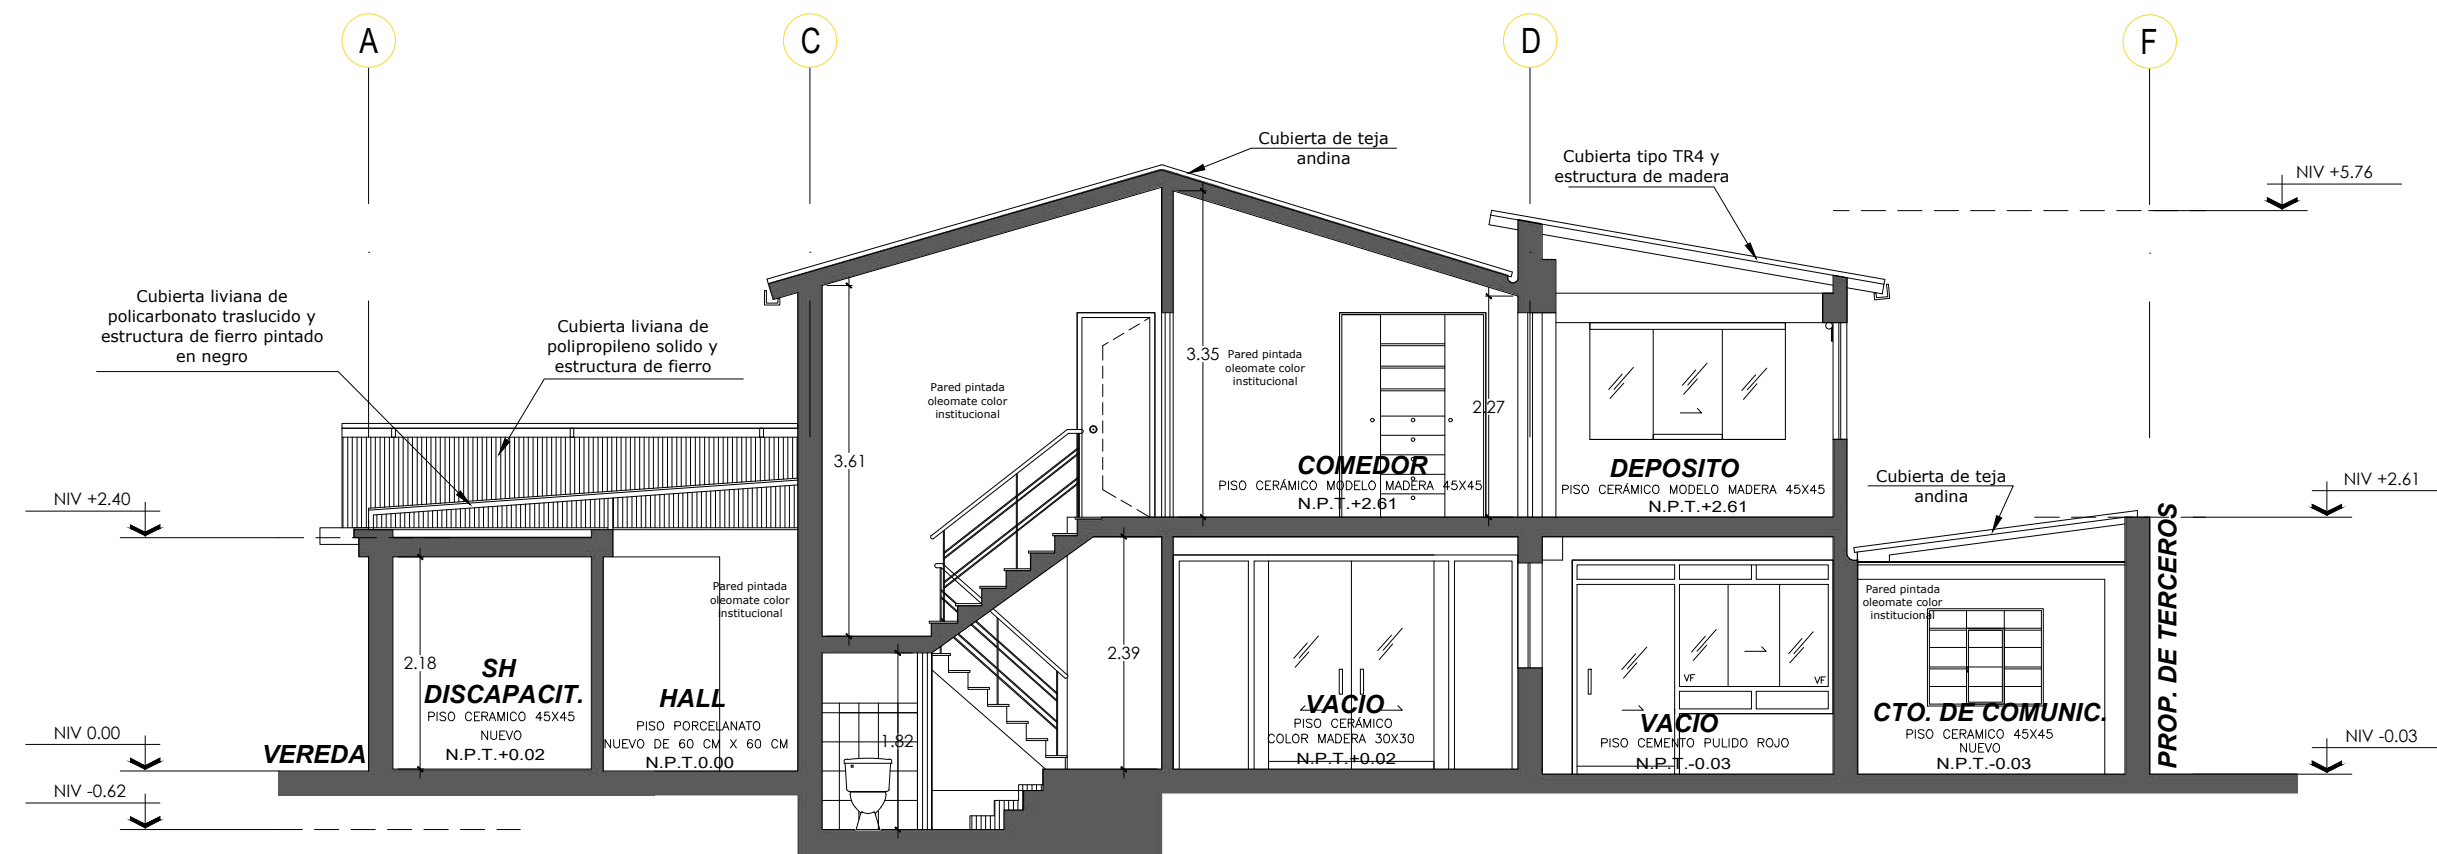 A
C
D
F
Cubierta de teja
andina
Cubierta tipo TR4 y
estructura de madera
NIV +5.76
Cubierta liviana de
policarbonato traslucido y
estructura de fierro pintado
en negro
Cubierta liviana de
polipropileno solido y
estructura de fierro
3.35
Pared pintada
oleomate color
institucional
Pared pintada
oleomate color
institucional
2.27
3.61
COMEDOR
PISO CERÁMICO MODELO MADERA 45X45
N.P.T.+2.61
DEPOSITO
PISO CERÁMICO MODELO MADERA 45X45
N.P.T.+2.61
Cubierta de teja
andina
NIV +2.61
NIV +2.40
PROP. DE TERCEROS
Pared pintada
oleomate color
institucional
Pared pintada
oleomate color
institucional
2.18
SH
DISCAPACIT.
PISO CERAMICO 45X45
NUEVO
N.P.T.+0.02
HALL
PISO PORCELANATO
NUEVO DE 60 CM X 60 CM
N.P.T.0.00
2.39
1.82
VACIO
PISO CERÁMICO
COLOR MADERA 30X30
N.P.T.+0.02
VF
VF
VACIO
PISO CEMENTO PULIDO ROJO
N.P.T.-0.03
CTO. DE COMUNIC.
PISO CERAMICO 45X45
NUEVO
N.P.T.-0.03
NIV 0.00
VEREDA
NIV -0.03
NIV -0.62